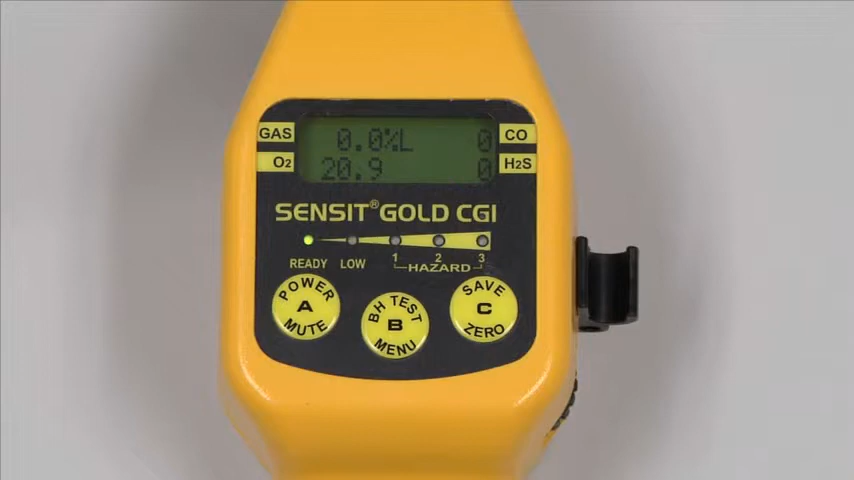 GAS 0.0%L 0 CO
O2 20.9 0 H2S
SENSIT®GOLD CGI
READY LOW 1 2 3
HAZARD
POWER A MUTE
BH TEST B MENU
SAVE C ZERO